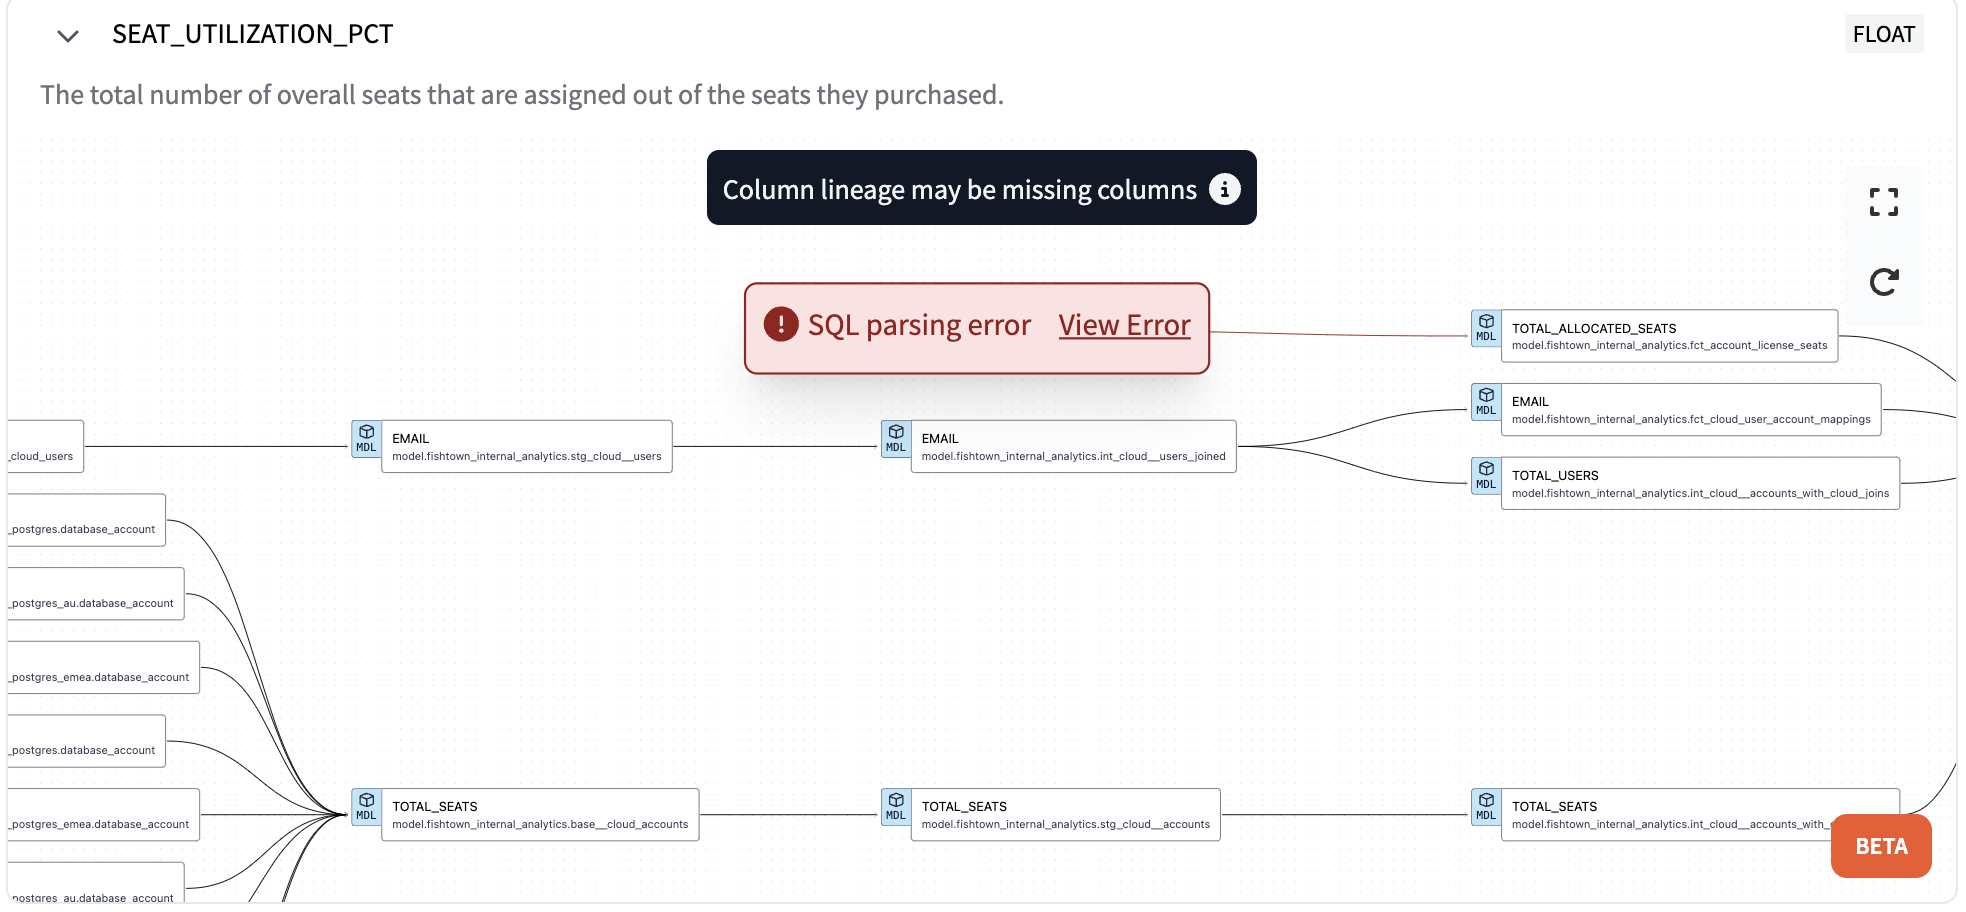 SEAT_UTILIZATION_PCT
FLOAT
The total number of overall seats that are assigned out of the seats they purchased.
Column lineage may be missing columns
SQL parsing error View Error
MDL
TOTAL_ALLOCATED_SEATS
model.fishtown_internal_analytics.fct_account_license_seats
MDL
EMAIL
model.fishtown_internal_analytics.fct_cloud_user_account_mappings
_cloud_users
MDL
EMAIL
model.fishtown_internal_analytics.stg_cloud__users
MDL
EMAIL
model.fishtown_internal_analytics.int_cloud__users_joined
MDL
TOTAL_USERS
model.fishtown_internal_analytics.int_cloud__accounts_with_cloud_joins
_postgres.database_account
_postgres_au.database_account
_postgres_emea.database_account
_postgres.database_account
_postgres_emea.database_account
MDL
TOTAL_SEATS
model.fishtown_internal_analytics.base__cloud_accounts
MDL
TOTAL_SEATS
model.fishtown_internal_analytics.stg_cloud__accounts
MDL
TOTAL_SEATS
model.fishtown_internal_analytics.int_cloud__accounts_with_
BETA
postgres_au.database_account